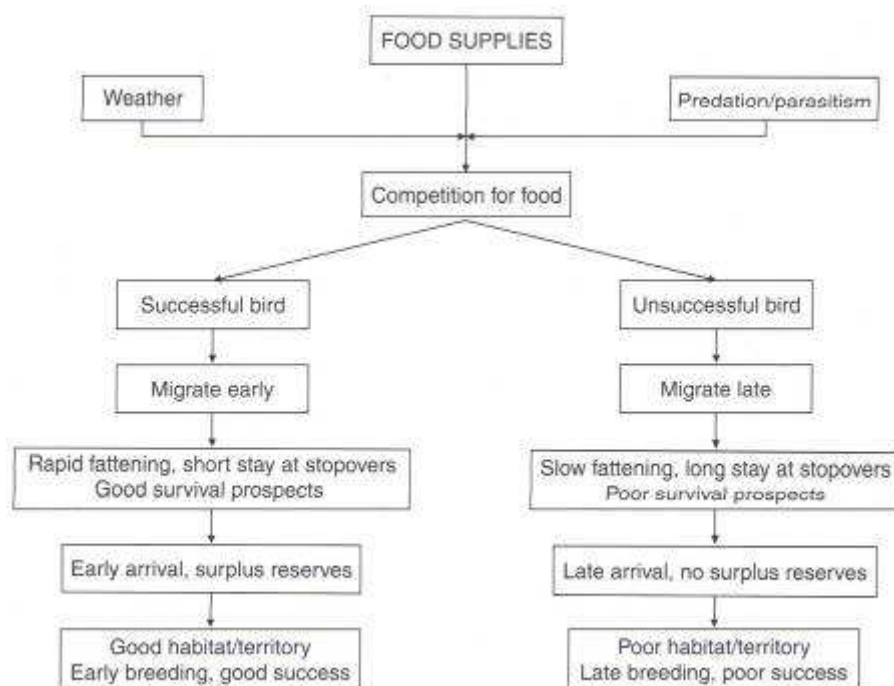 FOOD SUPPLIES
Weather
Predation/parasitism
Competition for food
Successful bird
Unsuccessful bird
Migrate early
Migrate late
Rapid fattening, short stay at stopovers
Good survival prospects
Slow fattening, long stay at stopovers
Poor survival prospects
Early arrival, surplus reserves
Late arrival, no surplus reserves
Good habitat/territory
Early breeding, good success
Poor habitat/territory
Late breeding, poor success